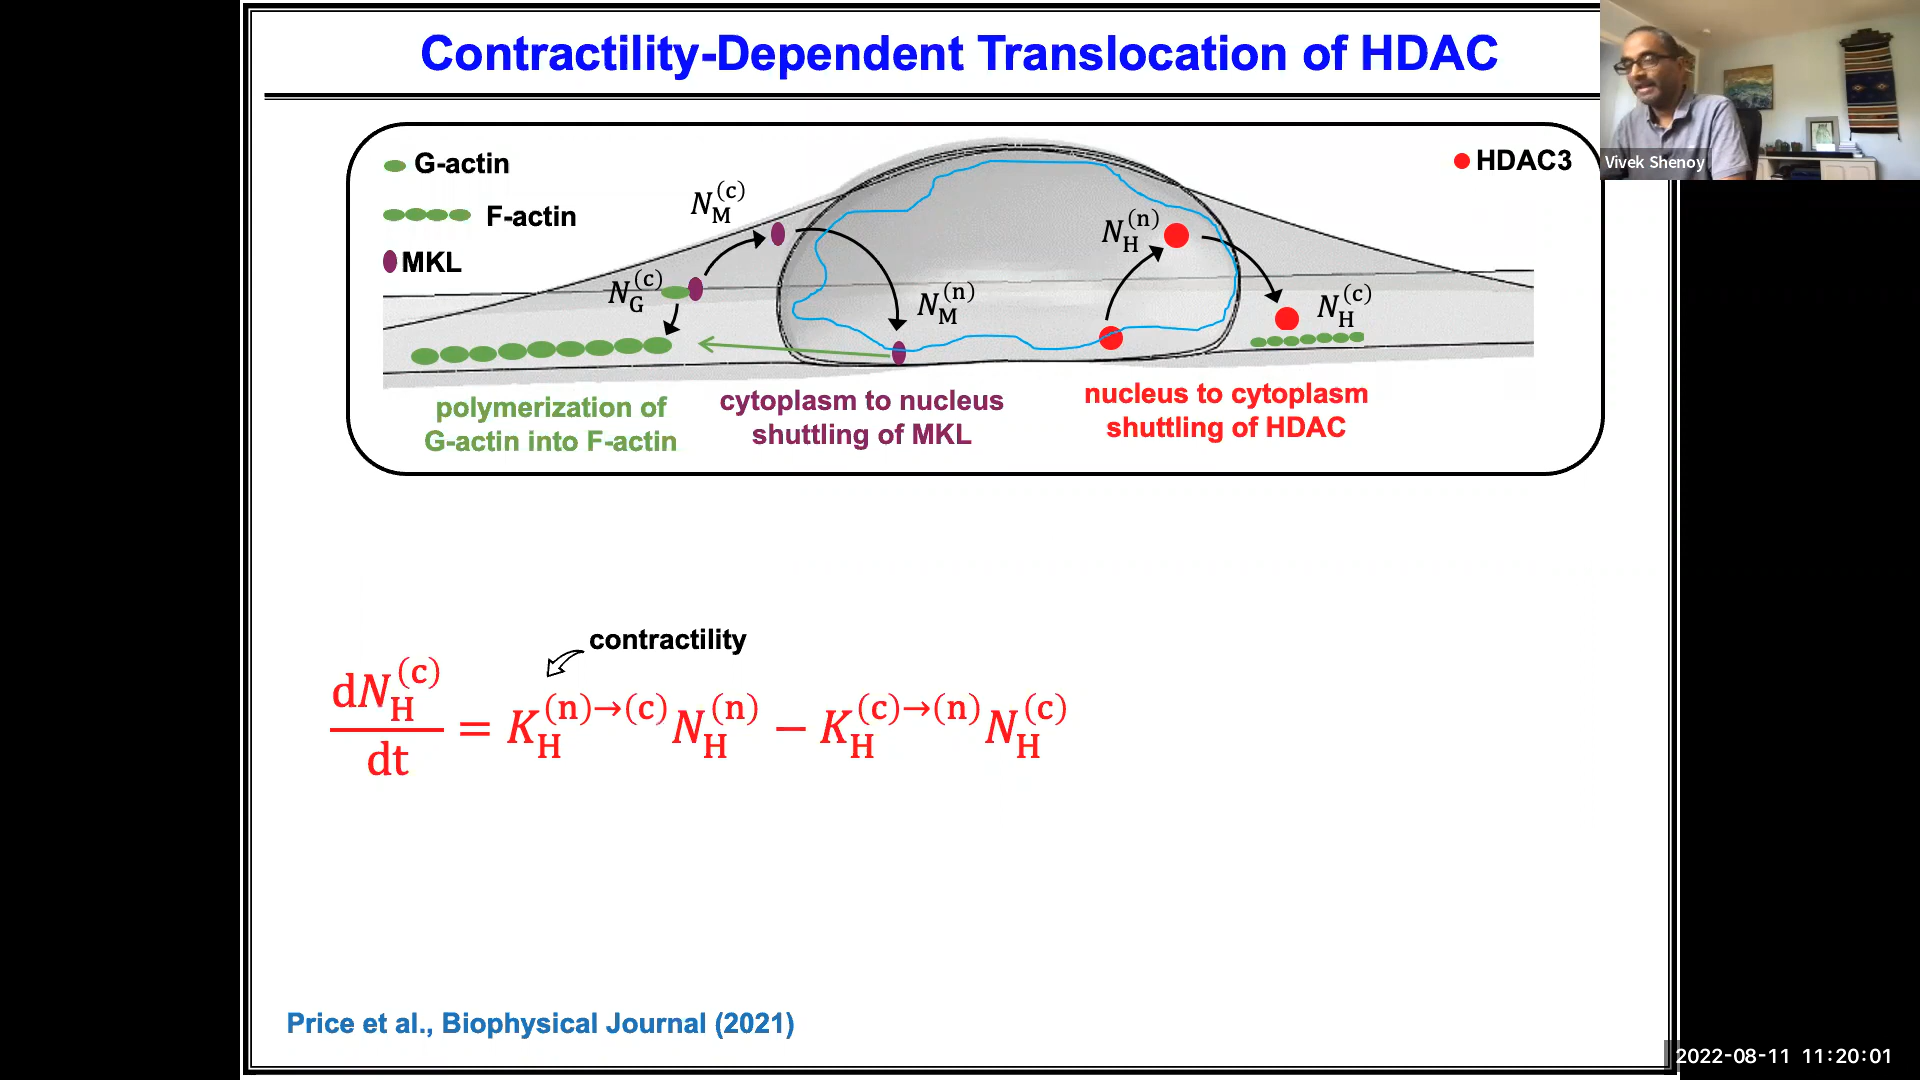 Contractility-Dependent Translocation of HDAC
G-actin
F-actin
MKL
HDAC3
Vivek Shenoy
N_M^(c)
N_G^(c)
N_M^(n)
N_H^(n)
N_H^(c)
polymerization of
G-actin into F-actin
cytoplasm to nucleus
shuttling of MKL
nucleus to cytoplasm
shuttling of HDAC
contractility
dN_H^(c)/dt = K_H^(n)→(c) N_H^(n) − K_H^(c)→(n) N_H^(c)
Price et al., Biophysical Journal (2021)
2022-08-11 11:20:01